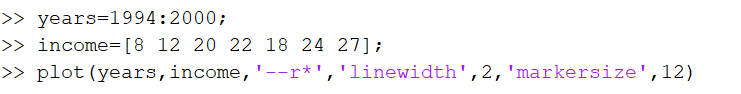 >> years=1994:2000;
>> income=[8 12 20 22 18 24 27];
>> plot(years,income,'--r*','linewidth',2,'markersize',12)